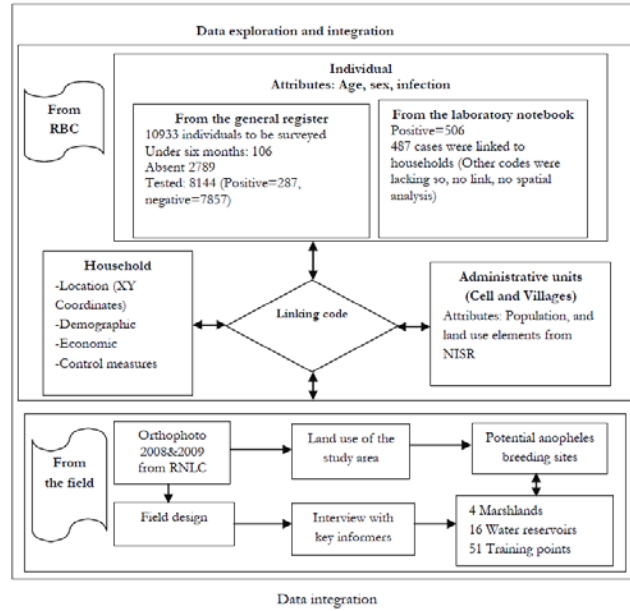 Data exploration and integration
From
RBC
Individual
Attributes: Age, sex, infection
From the general register
10933 individuals to be surveyed
Under six months: 106
Absent 2789
Tested: 8144 (Positive=287,
negative=7857)
From the laboratory notebook
Positive=506
487 cases were linked to
households (Other codes were
lacking so, no link, no spatial
analysis)
Household
-Location (XY
Coordinates)
-Demographic
-Economic
-Control measures
Linking code
Administrative units
(Cell and Villages)
Attributes: Population, and
land use elements from
NISR
From
the field
Orthophoto
2008&2009
from RNLC
Land use of the
study area
Potential anopheles
breeding sites
Field design
Interview with
key informers
4 Marshlands
16 Water reservoirs
51 Training points
Data integration